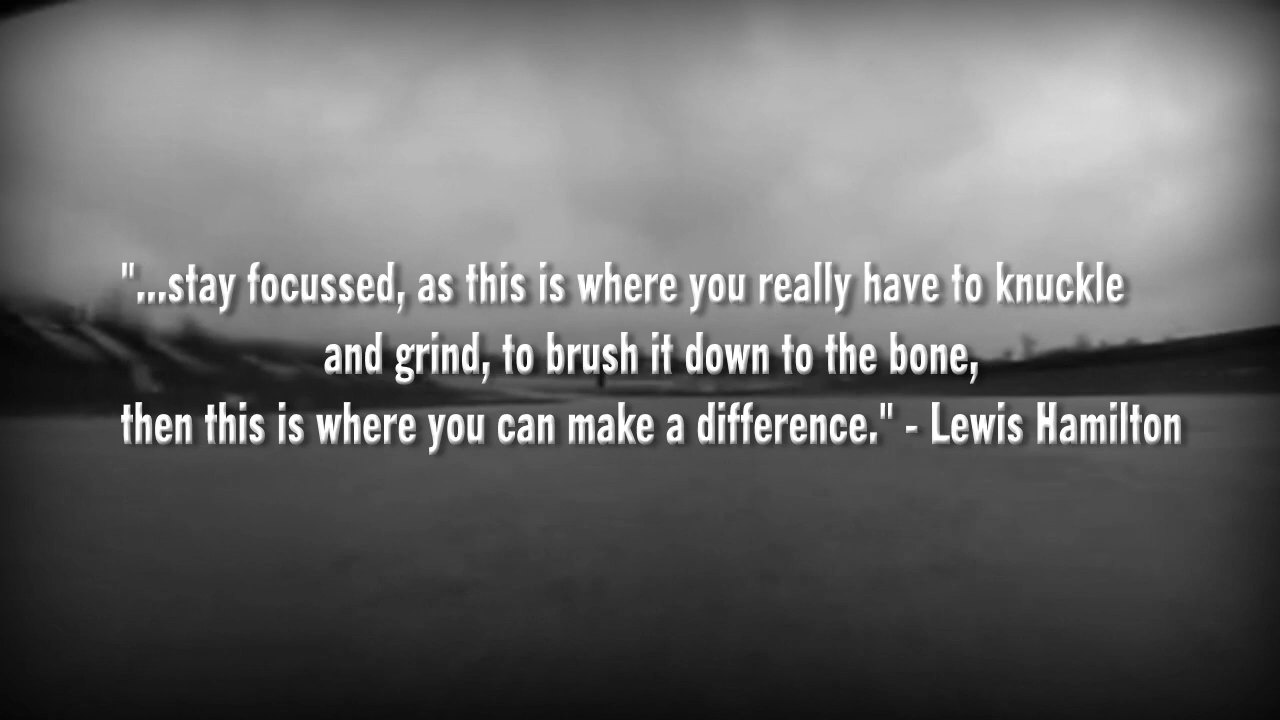 "...stay focussed, as this is where you really have to knuckle
and grind, to brush it down to the bone,
then this is where you can make a difference." - Lewis Hamilton